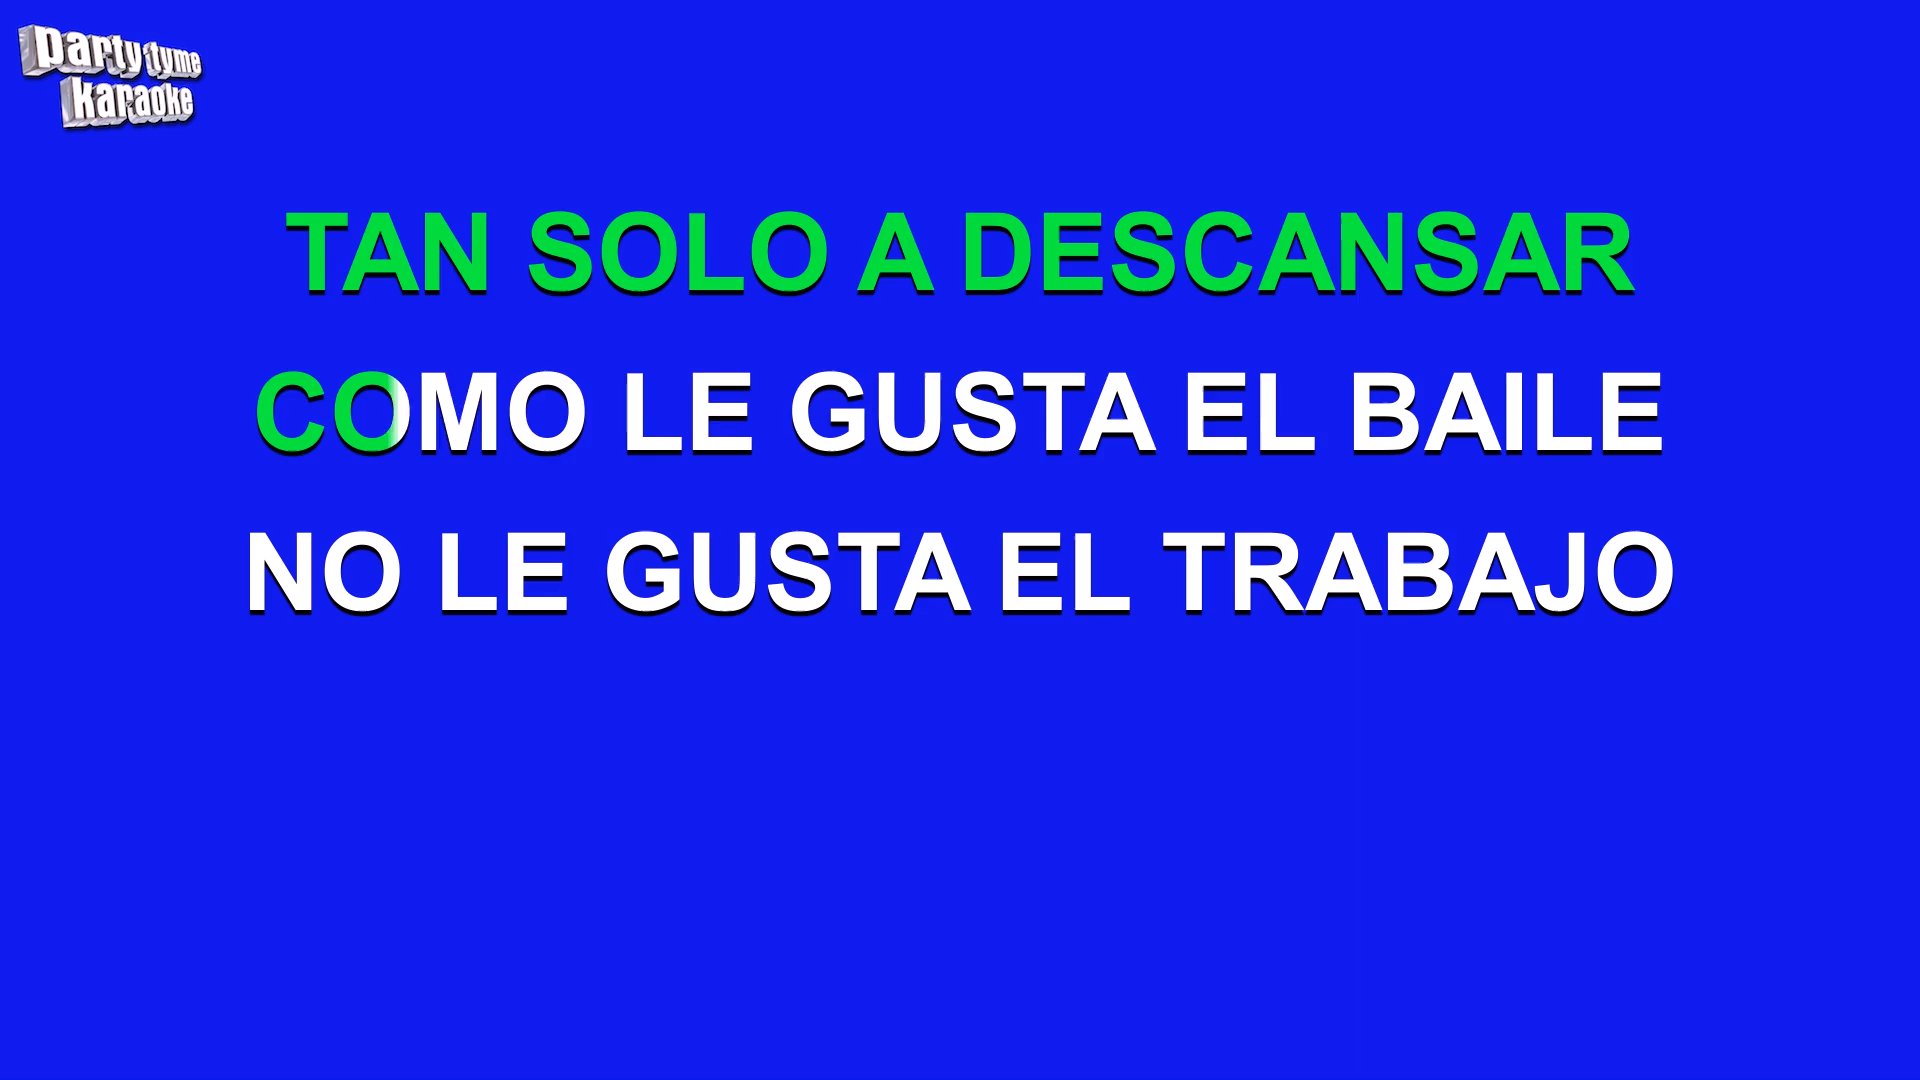 party tyme
karaoke
TAN SOLO A DESCANSAR
COMO LE GUSTA EL BAILE
NO LE GUSTA EL TRABAJO